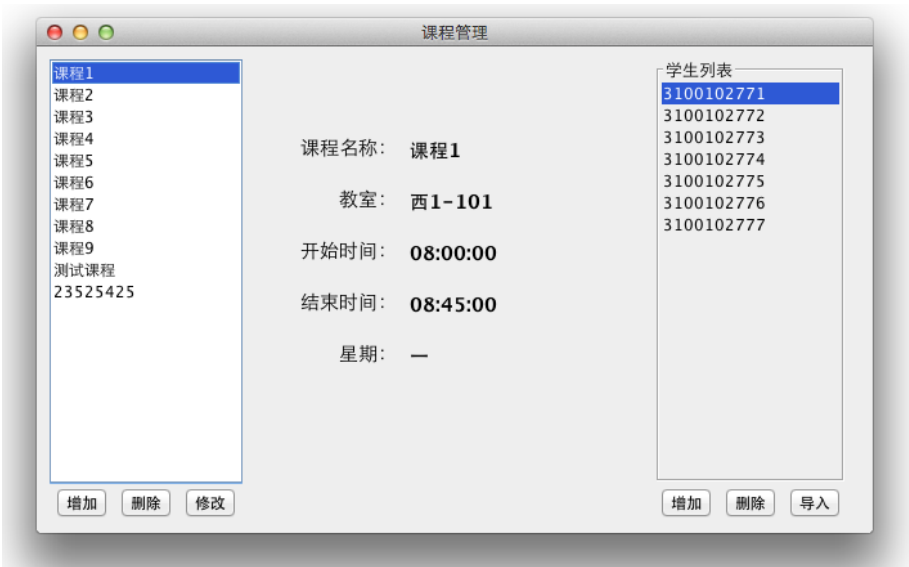 课程管理
课程1
课程2
课程3
课程4
课程5
课程6
课程7
课程8
课程9
测试课程
23525425
增加 删除 修改
课程名称： 课程1
教室： 西1-101
开始时间： 08:00:00
结束时间： 08:45:00
星期： 一
学生列表
3100102771
3100102772
3100102773
3100102774
3100102775
3100102776
3100102777
增加 删除 导入